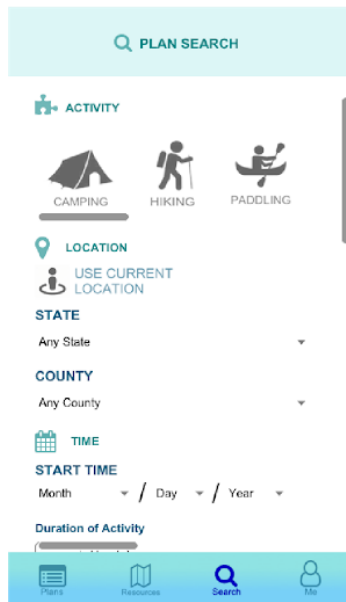 PLAN SEARCH
ACTIVITY
CAMPING
HIKING
PADDLING
LOCATION
USE CURRENT
LOCATION
STATE
Any State
COUNTY
Any County
TIME
START TIME
Month / Day / Year
Duration of Activity
Plans
Resources
Search
Me